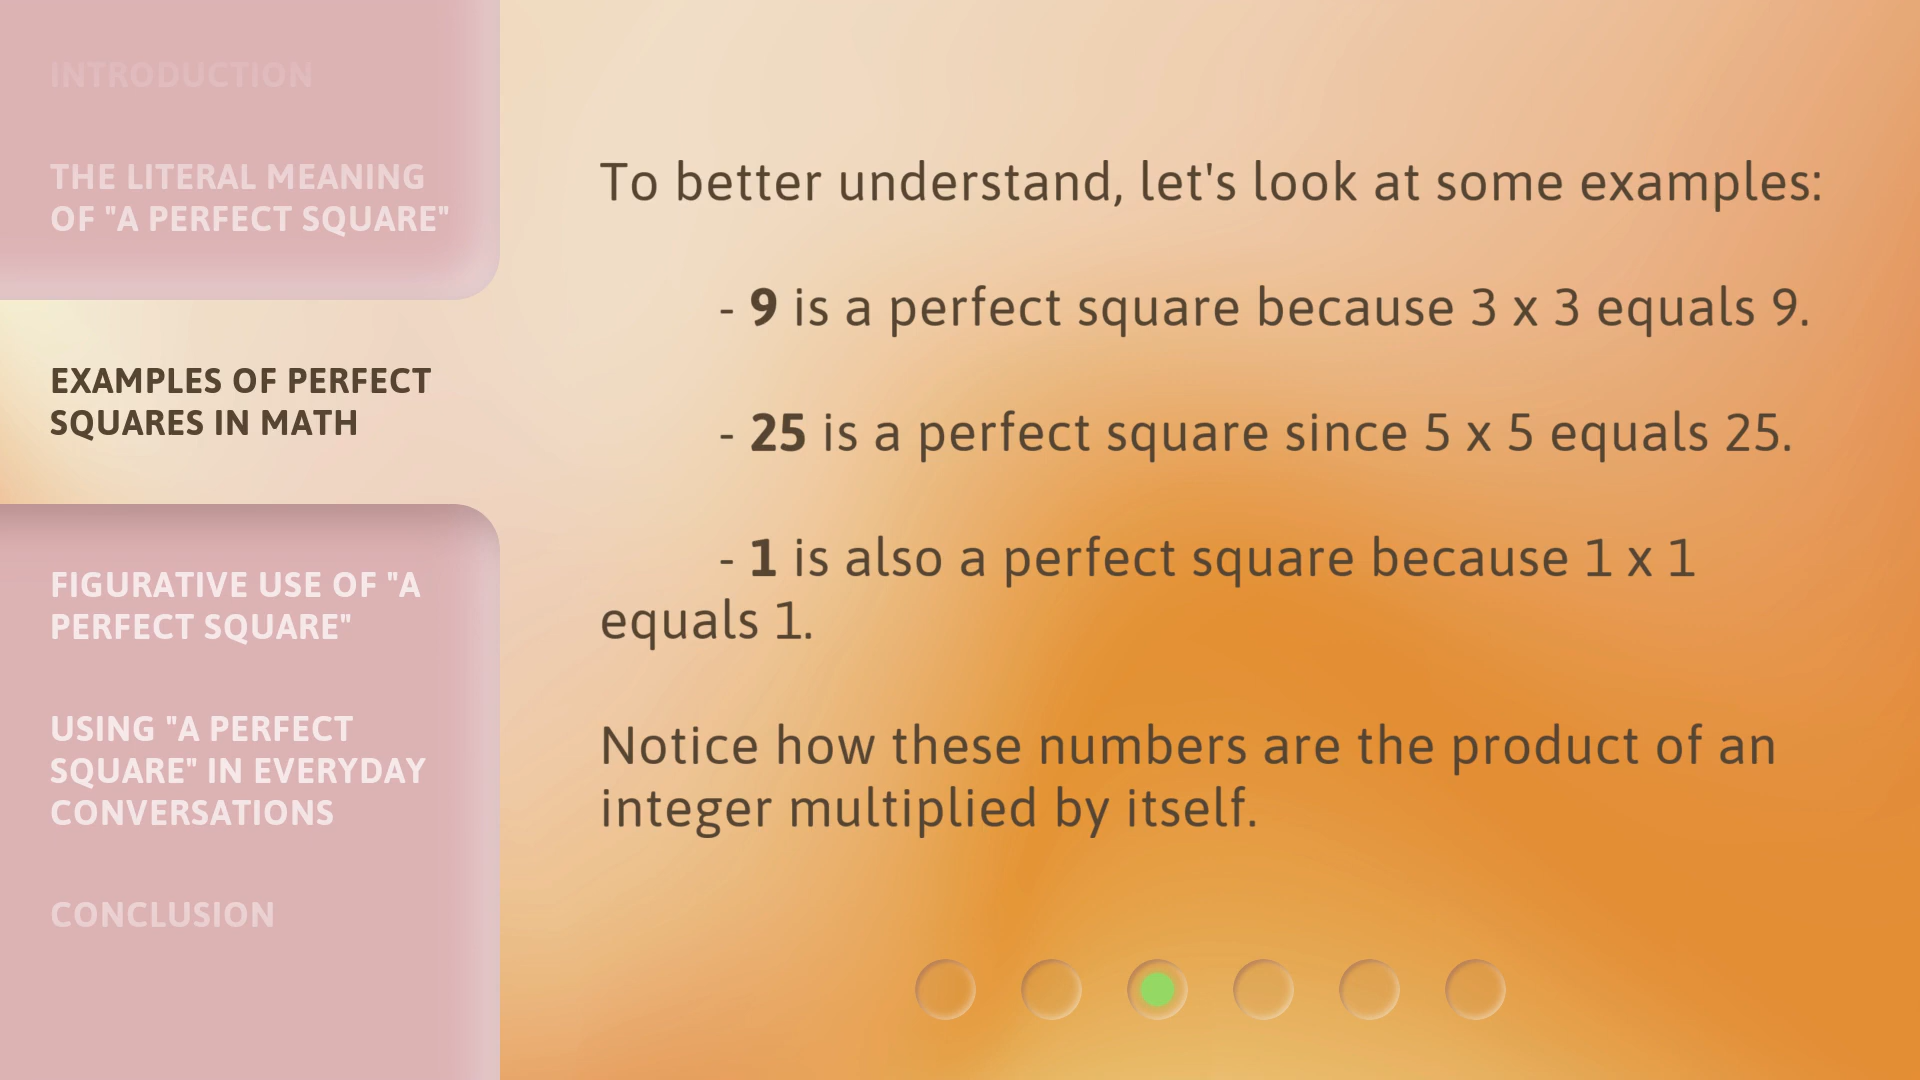 INTRODUCTION
THE LITERAL MEANING
OF "A PERFECT SQUARE"
EXAMPLES OF PERFECT
SQUARES IN MATH
FIGURATIVE USE OF "A
PERFECT SQUARE"
USING "A PERFECT
SQUARE" IN EVERYDAY
CONVERSATIONS
CONCLUSION
To better understand, let's look at some examples:
- 9 is a perfect square because 3 x 3 equals 9.
- 25 is a perfect square since 5 x 5 equals 25.
- 1 is also a perfect square because 1 x 1
equals 1.
Notice how these numbers are the product of an
integer multiplied by itself.